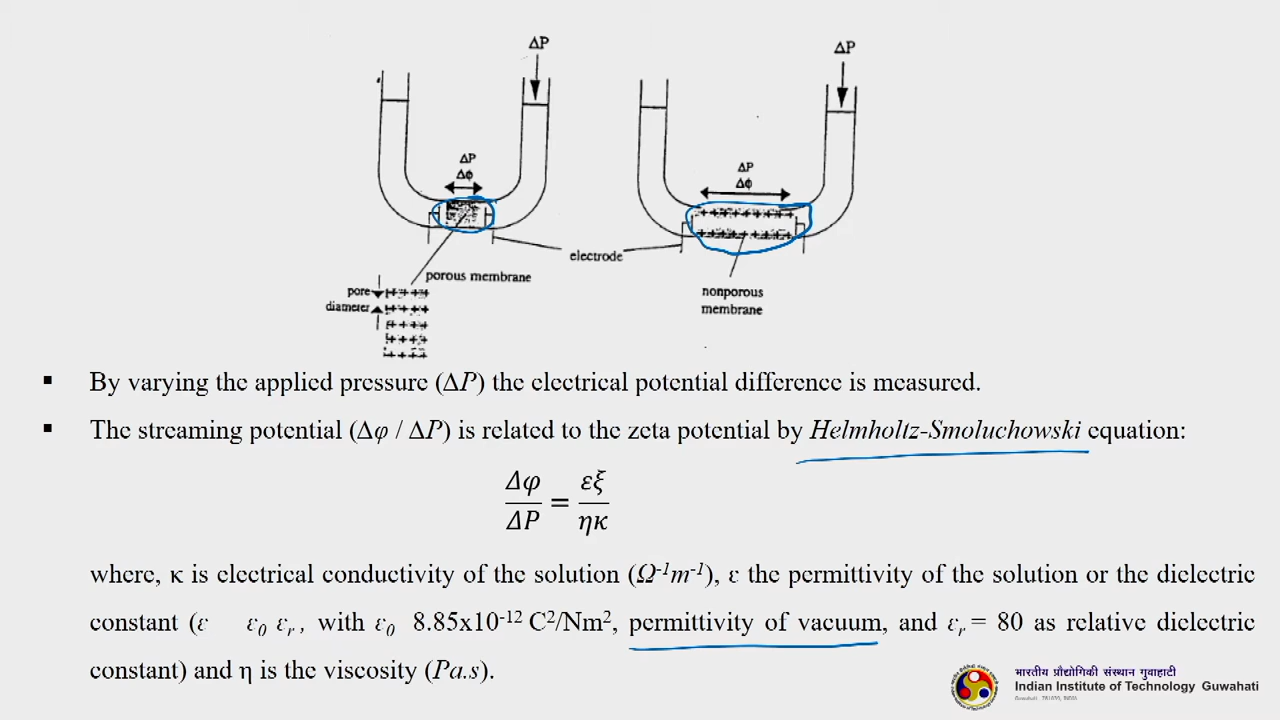 ΔP
ΔP
ΔP
Δϕ
ΔP
Δϕ
electrode
porous membrane
pore
diameter
nonporous
membrane
▪ By varying the applied pressure (ΔP) the electrical potential difference is measured.
▪ The streaming potential (Δφ / ΔP) is related to the zeta potential by Helmholtz-Smoluchowski equation:
Δφ/ΔP = εξ/ηκ
where, κ is electrical conductivity of the solution (Ω⁻¹m⁻¹), ε the permittivity of the solution or the dielectric
constant (ε ε₀ εᵣ, with ε₀ 8.85x10⁻¹² C²/Nm², permittivity of vacuum, and εᵣ = 80 as relative dielectric
constant) and η is the viscosity (Pa.s).
भारतीय प्रौद्योगिकी संस्थान गुवाहाटी
Indian Institute of Technology Guwahati